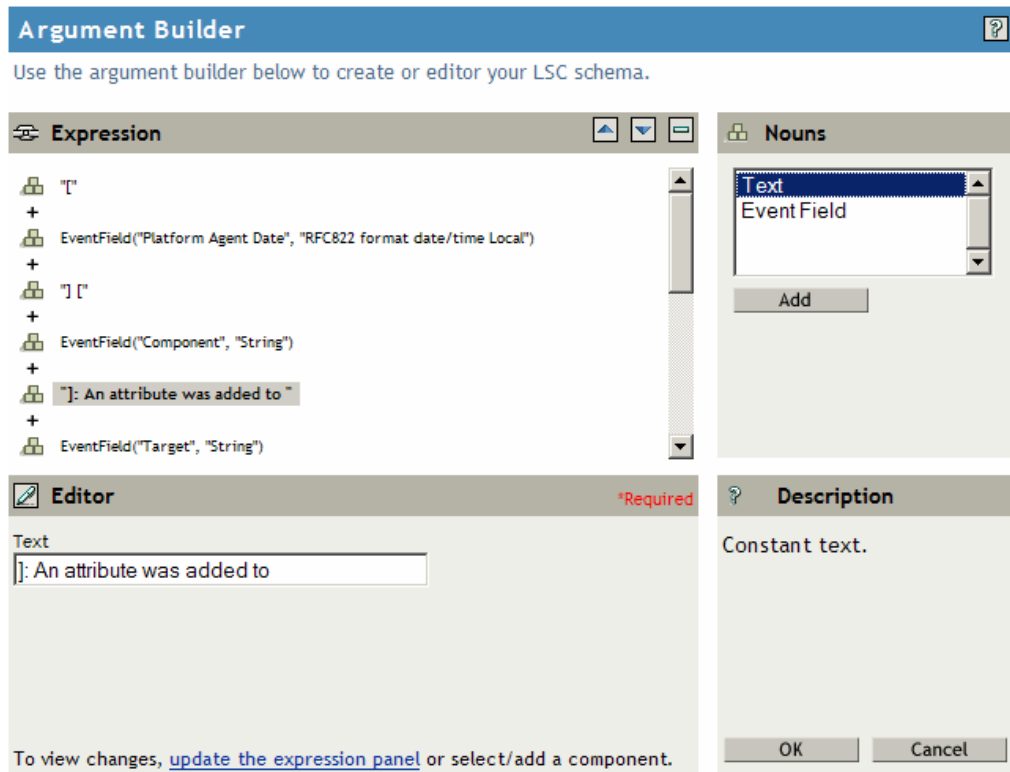 Argument Builder
Use the argument builder below to create or editor your LSC schema.
Expression
"["
+
EventField("Platform Agent Date", "RFC822 format date/time Local")
+
"] ["
+
EventField("Component", "String")
+
"]: An attribute was added to "
+
EventField("Target", "String")
Nouns
Text
Event Field
Add
Editor
*Required
Text
]: An attribute was added to
To view changes, update the expression panel or select/add a component.
Description
Constant text.
OK
Cancel